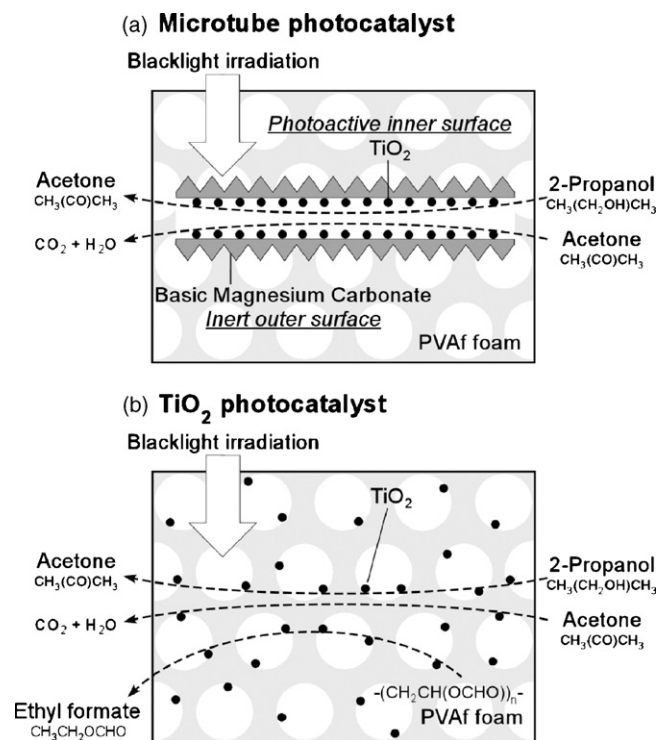 (a) Microtube photocatalyst
Blacklight irradiation
Photoactive inner surface
TiO₂
Acetone
CH₃(CO)CH₃
2-Propanol
CH₃(CH₂OH)CH₃
CO₂ + H₂O
Acetone
CH₃(CO)CH₃
Basic Magnesium Carbonate
Inert outer surface
PVAf foam
(b) TiO₂ photocatalyst
Blacklight irradiation
TiO₂
Acetone
CH₃(CO)CH₃
2-Propanol
CH₃(CH₂OH)CH₃
CO₂ + H₂O
Acetone
CH₃(CO)CH₃
-(CH₂CH(OCHO))ₙ-
PVAf foam
Ethyl formate
CH₃CH₂OCHO